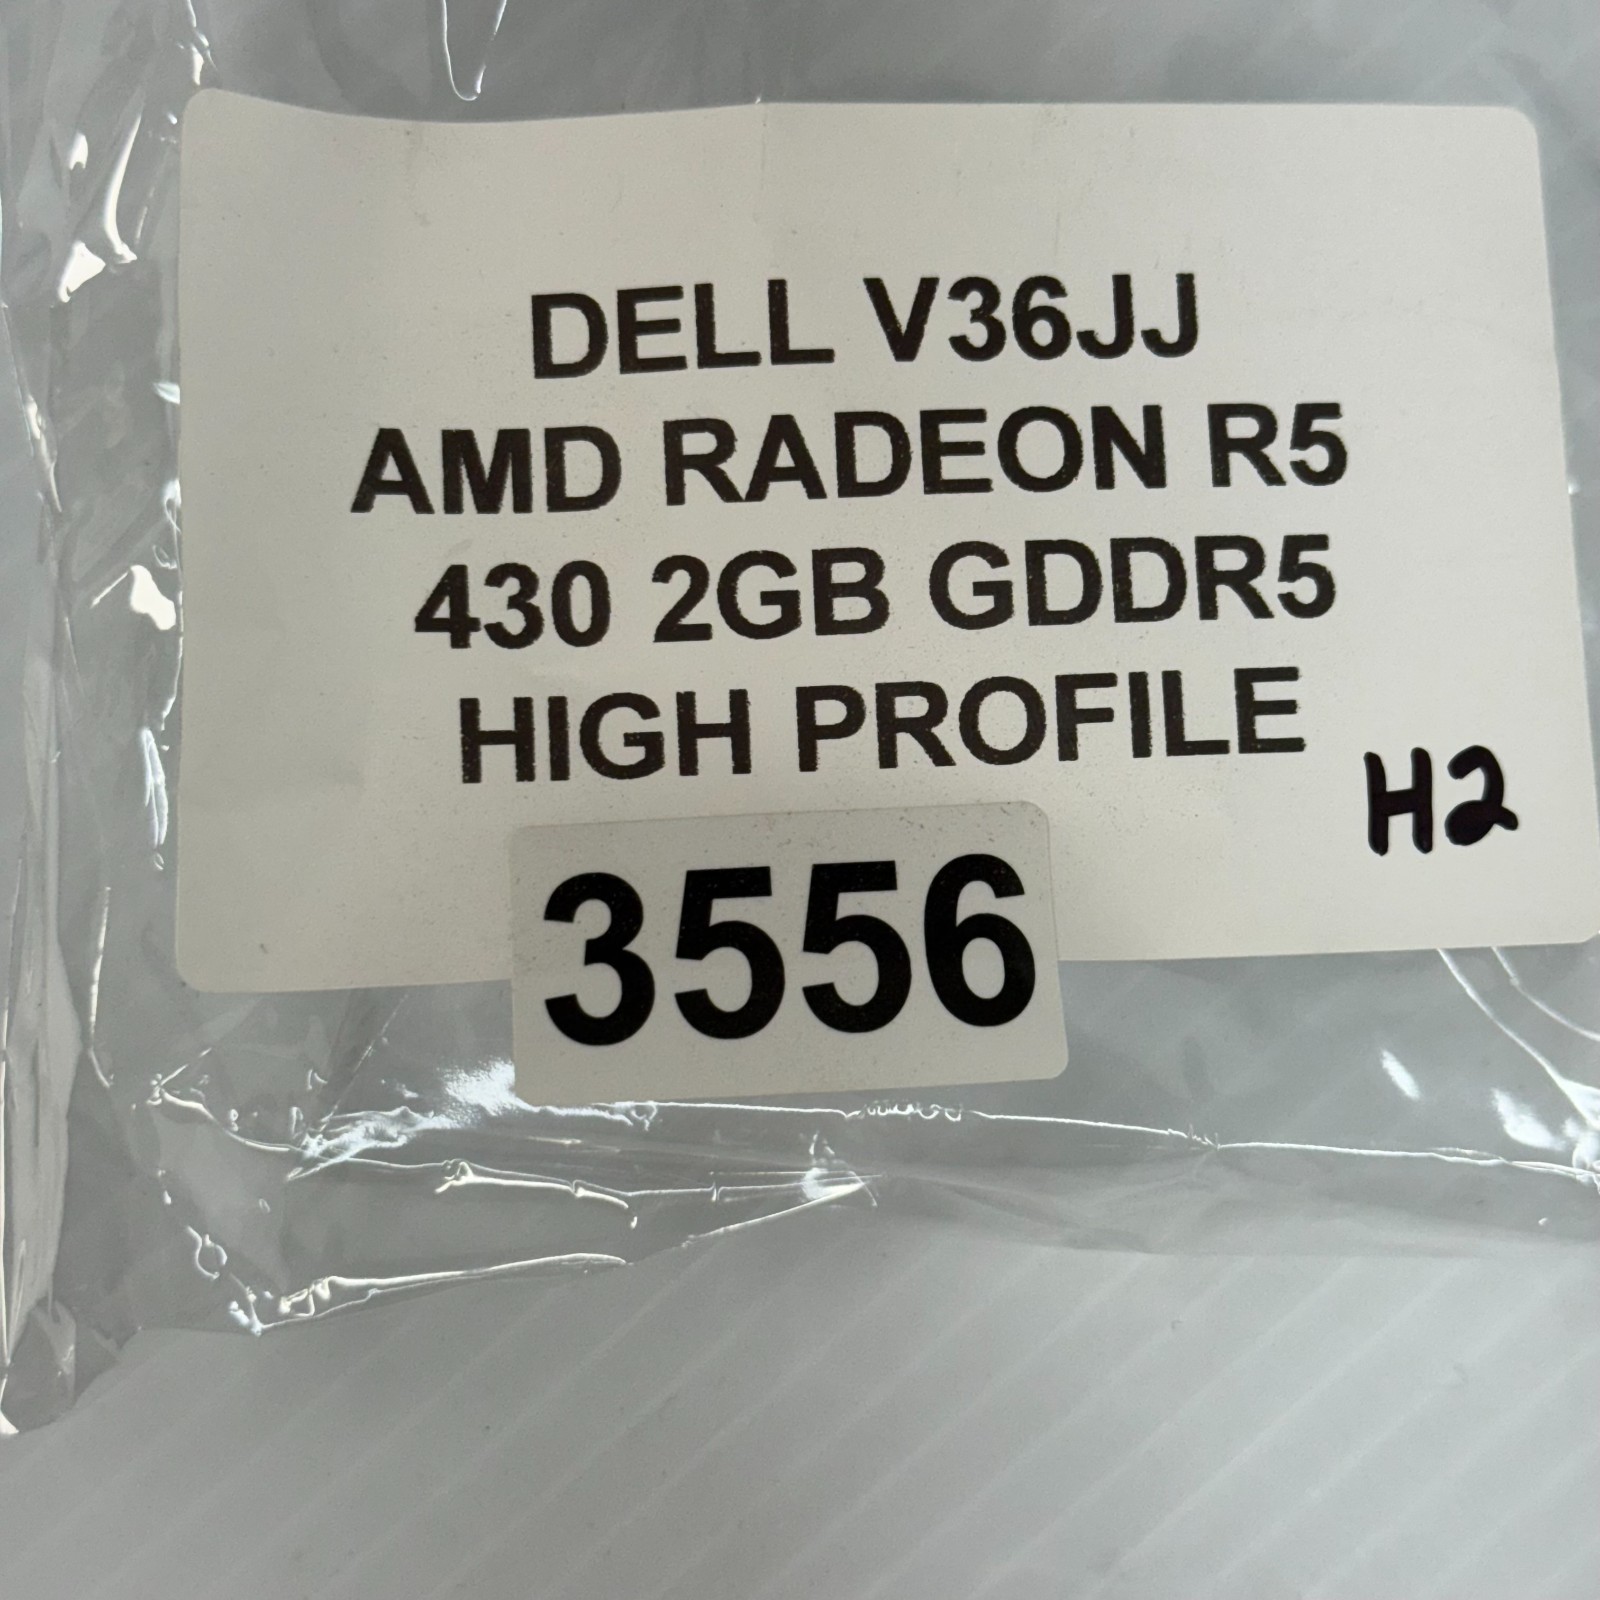 DELL V36JJ
AMD RADEON R5
430 2GB GDDR5
HIGH PROFILE
H2
3556